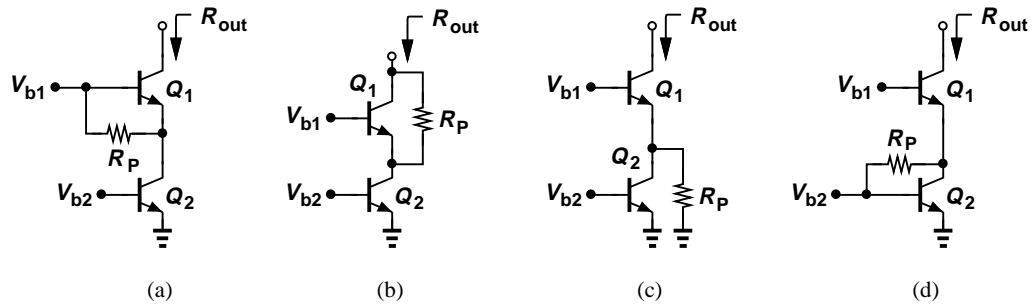 R_out
V_b1
Q_1
R_P
V_b2
Q_2
(a)
R_out
Q_1
V_b1
R_P
V_b2
Q_2
(b)
R_out
V_b1
Q_1
Q_2
V_b2
R_P
(c)
R_out
V_b1
Q_1
R_P
V_b2
Q_2
(d)